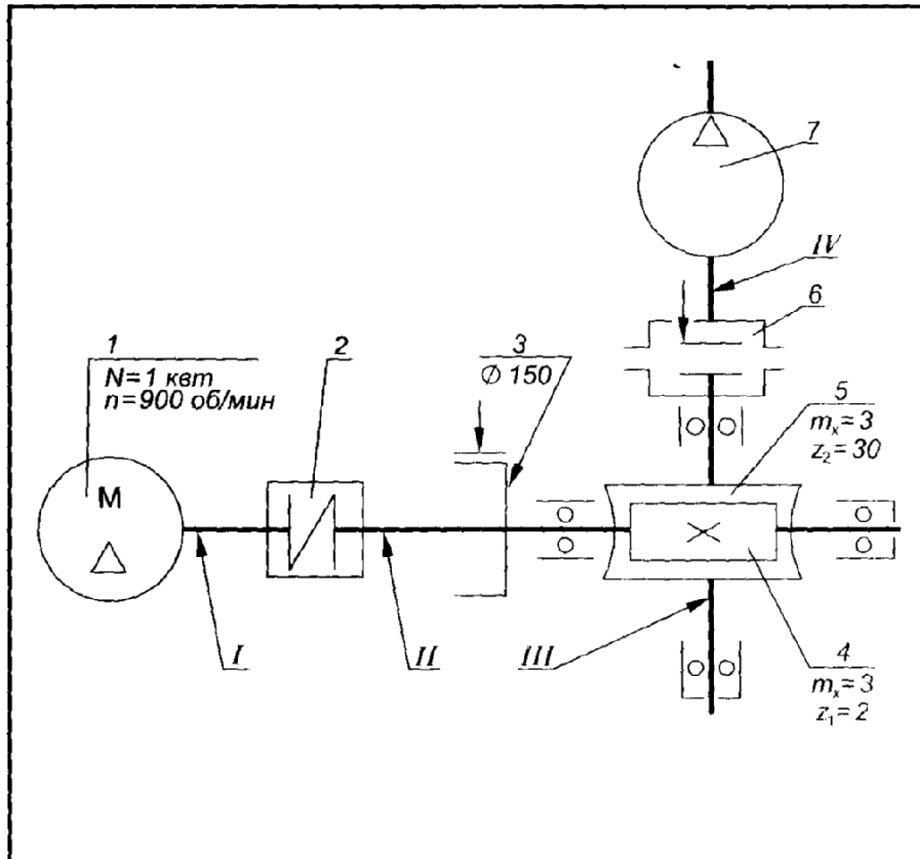 7
IV
6
1
N=1 квт
n=900 об/мин
2
3
Ø 150
5
mₓ=3
z₂=30
М
I
II
III
4
mₓ=3
z₁=2